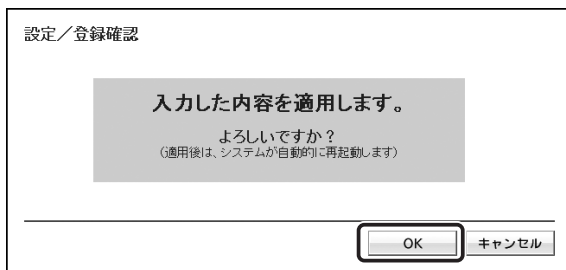 設定／登録確認
入力した内容を適用します。
よろしいですか？
（適用後は、システムが自動的に再起動します）
OK
キャンセル